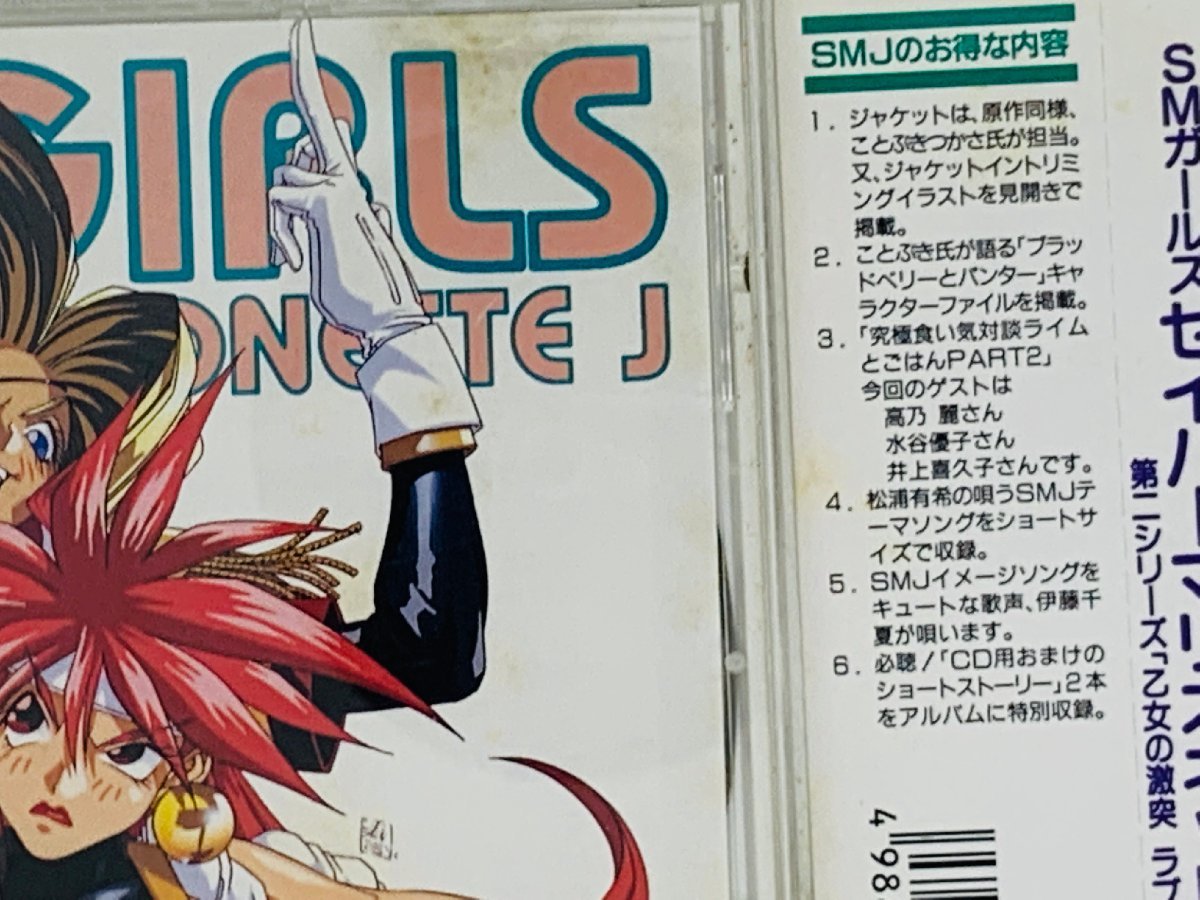 GIRLS
ONETTE J
SMJのお得な内容
1. ジャケットは、原作同様、
ことぶきつかさ氏が担当。
又、ジャケットイントリミ
ングイラストを見開きで
掲載。
2. ことぶき氏が語る「ブラッ
ドベリーとパンター」キャ
ラクターファイルを掲載。
3. 「究極食い気対談ライム
とごはんPART2」
今回のゲストは
高乃 麗さん
水谷優子さん
井上喜久子さんです。
4. 松浦有希の唄うSMJテ
ーマソングをショートサ
イズで収録。
5. SMJイメージソングを
キュートな歌声、伊藤千
夏が唄います。
6. 必聴!「CD用おまけの
ショートストーリー」2本
をアルバムに特別収録。
498
SMガールズセイバーマリオネット
第二シリーズ「乙女の激突 ラブ